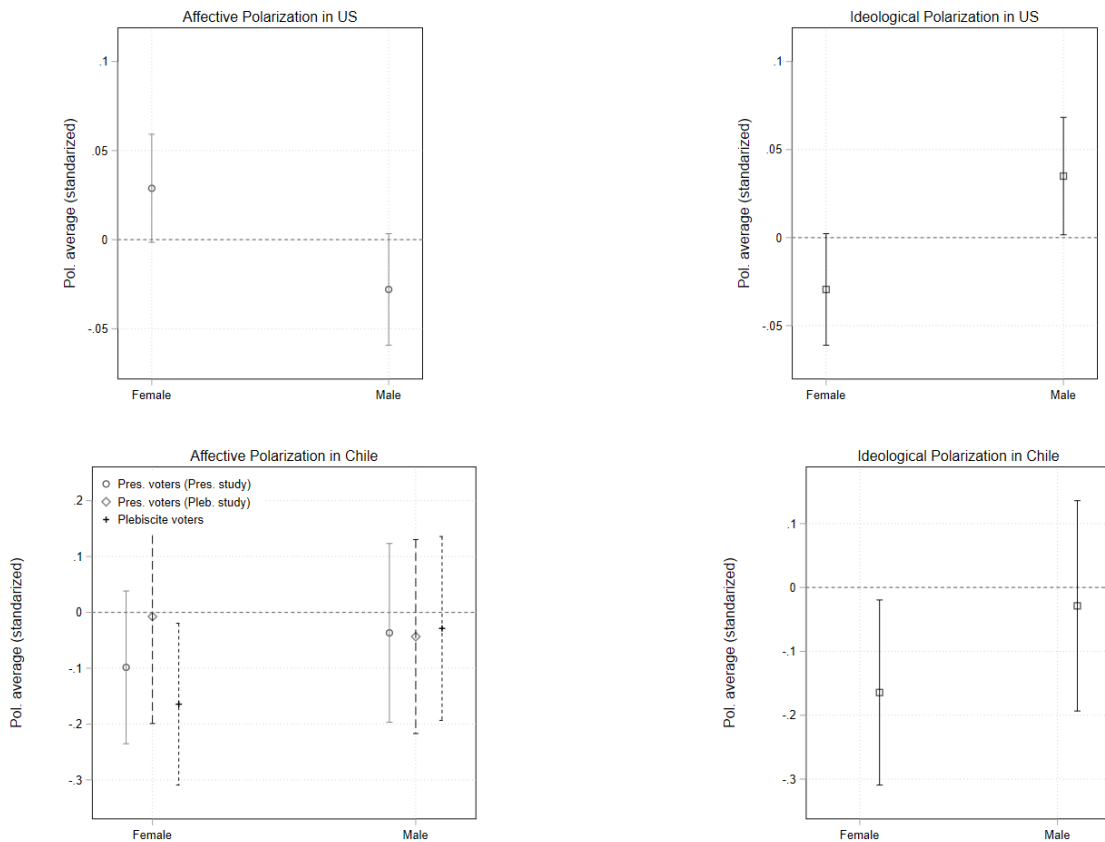 Affective Polarization in US
Pol. average (standarized)
.1
.05
0
-.05
Female
Male
Ideological Polarization in US
Pol. average (standarized)
.1
.05
0
-.05
Female
Male
Affective Polarization in Chile
Pres. voters (Pres. study)
Pres. voters (Pleb. study)
Plebiscite voters
Pol. average (standarized)
.2
.1
0
-.1
-.2
-.3
Female
Male
Ideological Polarization in Chile
Pol. average (standarized)
.1
0
-.1
-.2
-.3
Female
Male